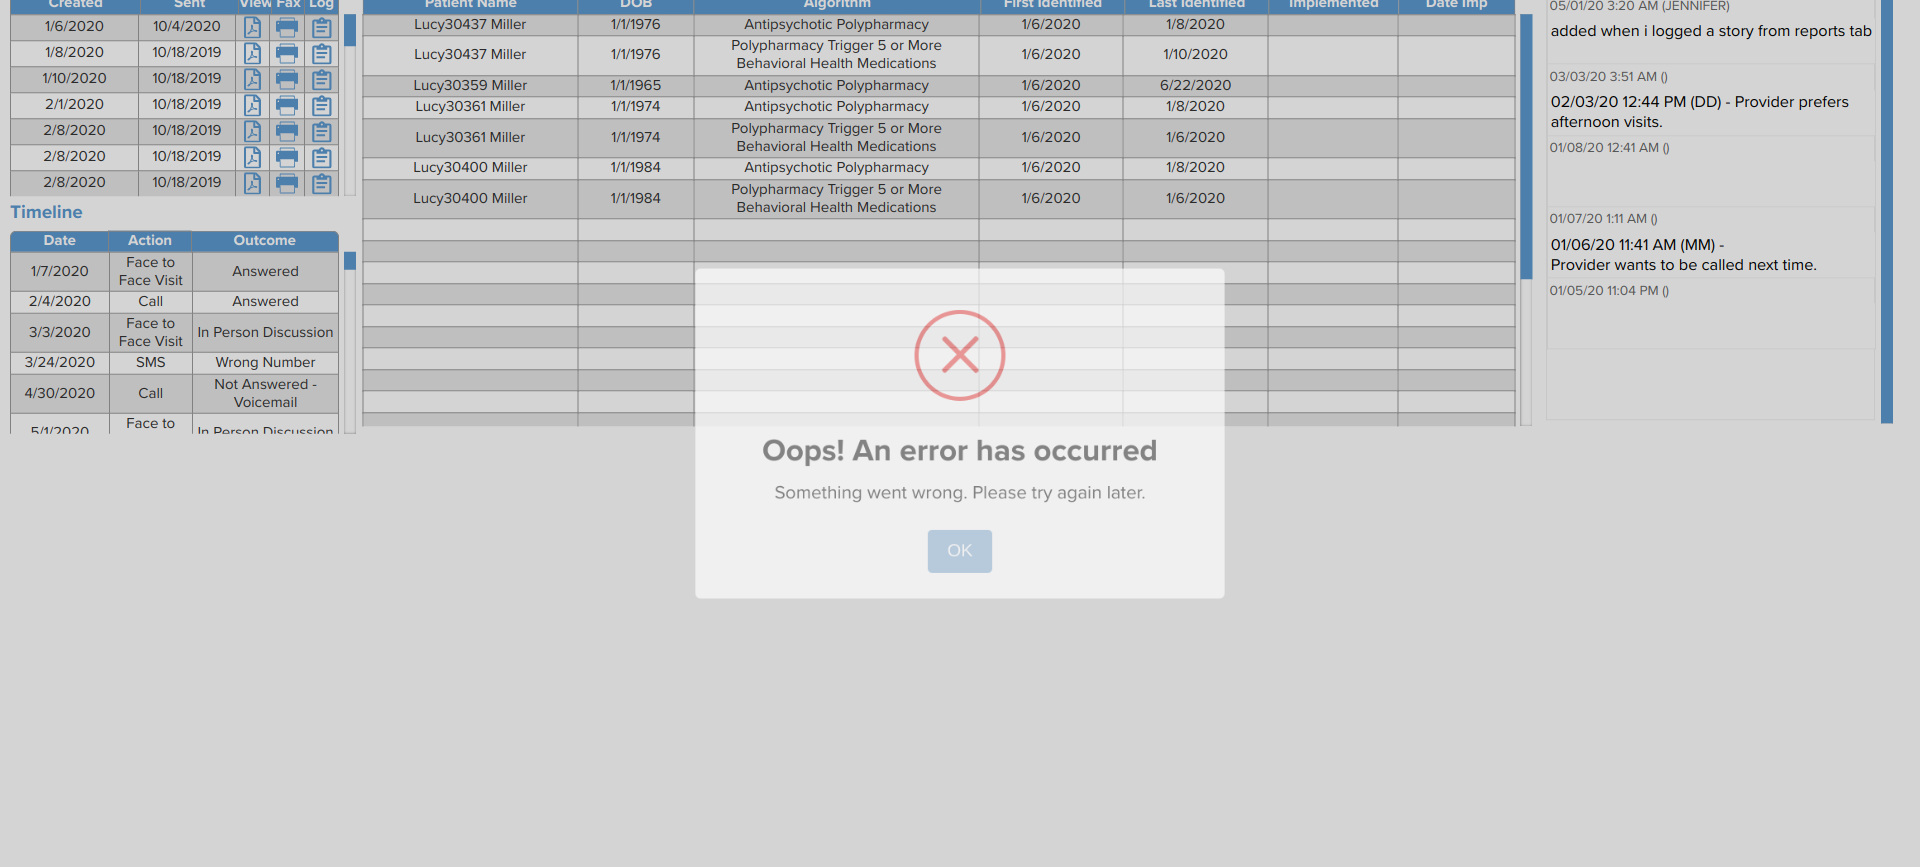 Created Sent View Fax Log
1/6/2020 10/4/2020
1/8/2020 10/18/2019
1/10/2020 10/18/2019
2/1/2020 10/18/2019
2/8/2020 10/18/2019
2/8/2020 10/18/2019
2/8/2020 10/18/2019
Timeline
Date Action Outcome
1/7/2020 Face to Face Visit Answered
2/4/2020 Call Answered
3/3/2020 Face to Face Visit In Person Discussion
3/24/2020 SMS Wrong Number
4/30/2020 Call Not Answered - Voicemail
5/1/2020 Face to In Person Discussion
Patient Name DOB Algorithm First Identified Last Identified Implemented Date Imp
Lucy30437 Miller 1/1/1976 Antipsychotic Polypharmacy 1/6/2020 1/8/2020
Lucy30437 Miller 1/1/1976 Polypharmacy Trigger 5 or More Behavioral Health Medications 1/6/2020 1/10/2020
Lucy30359 Miller 1/1/1965 Antipsychotic Polypharmacy 1/6/2020 6/22/2020
Lucy30361 Miller 1/1/1974 Antipsychotic Polypharmacy 1/6/2020 1/8/2020
Lucy30361 Miller 1/1/1974 Polypharmacy Trigger 5 or More Behavioral Health Medications 1/6/2020 1/6/2020
Lucy30400 Miller 1/1/1984 Antipsychotic Polypharmacy 1/6/2020 1/8/2020
Lucy30400 Miller 1/1/1984 Polypharmacy Trigger 5 or More Behavioral Health Medications 1/6/2020 1/6/2020
05/01/20 3:20 AM (JENNIFER)
added when i logged a story from reports tab
03/03/20 3:51 AM ()
02/03/20 12:44 PM (DD) - Provider prefers
afternoon visits.
01/08/20 12:41 AM ()
01/07/20 1:11 AM ()
01/06/20 11:41 AM (MM) -
Provider wants to be called next time.
01/05/20 11:04 PM ()
Oops! An error has occurred
Something went wrong. Please try again later.
OK